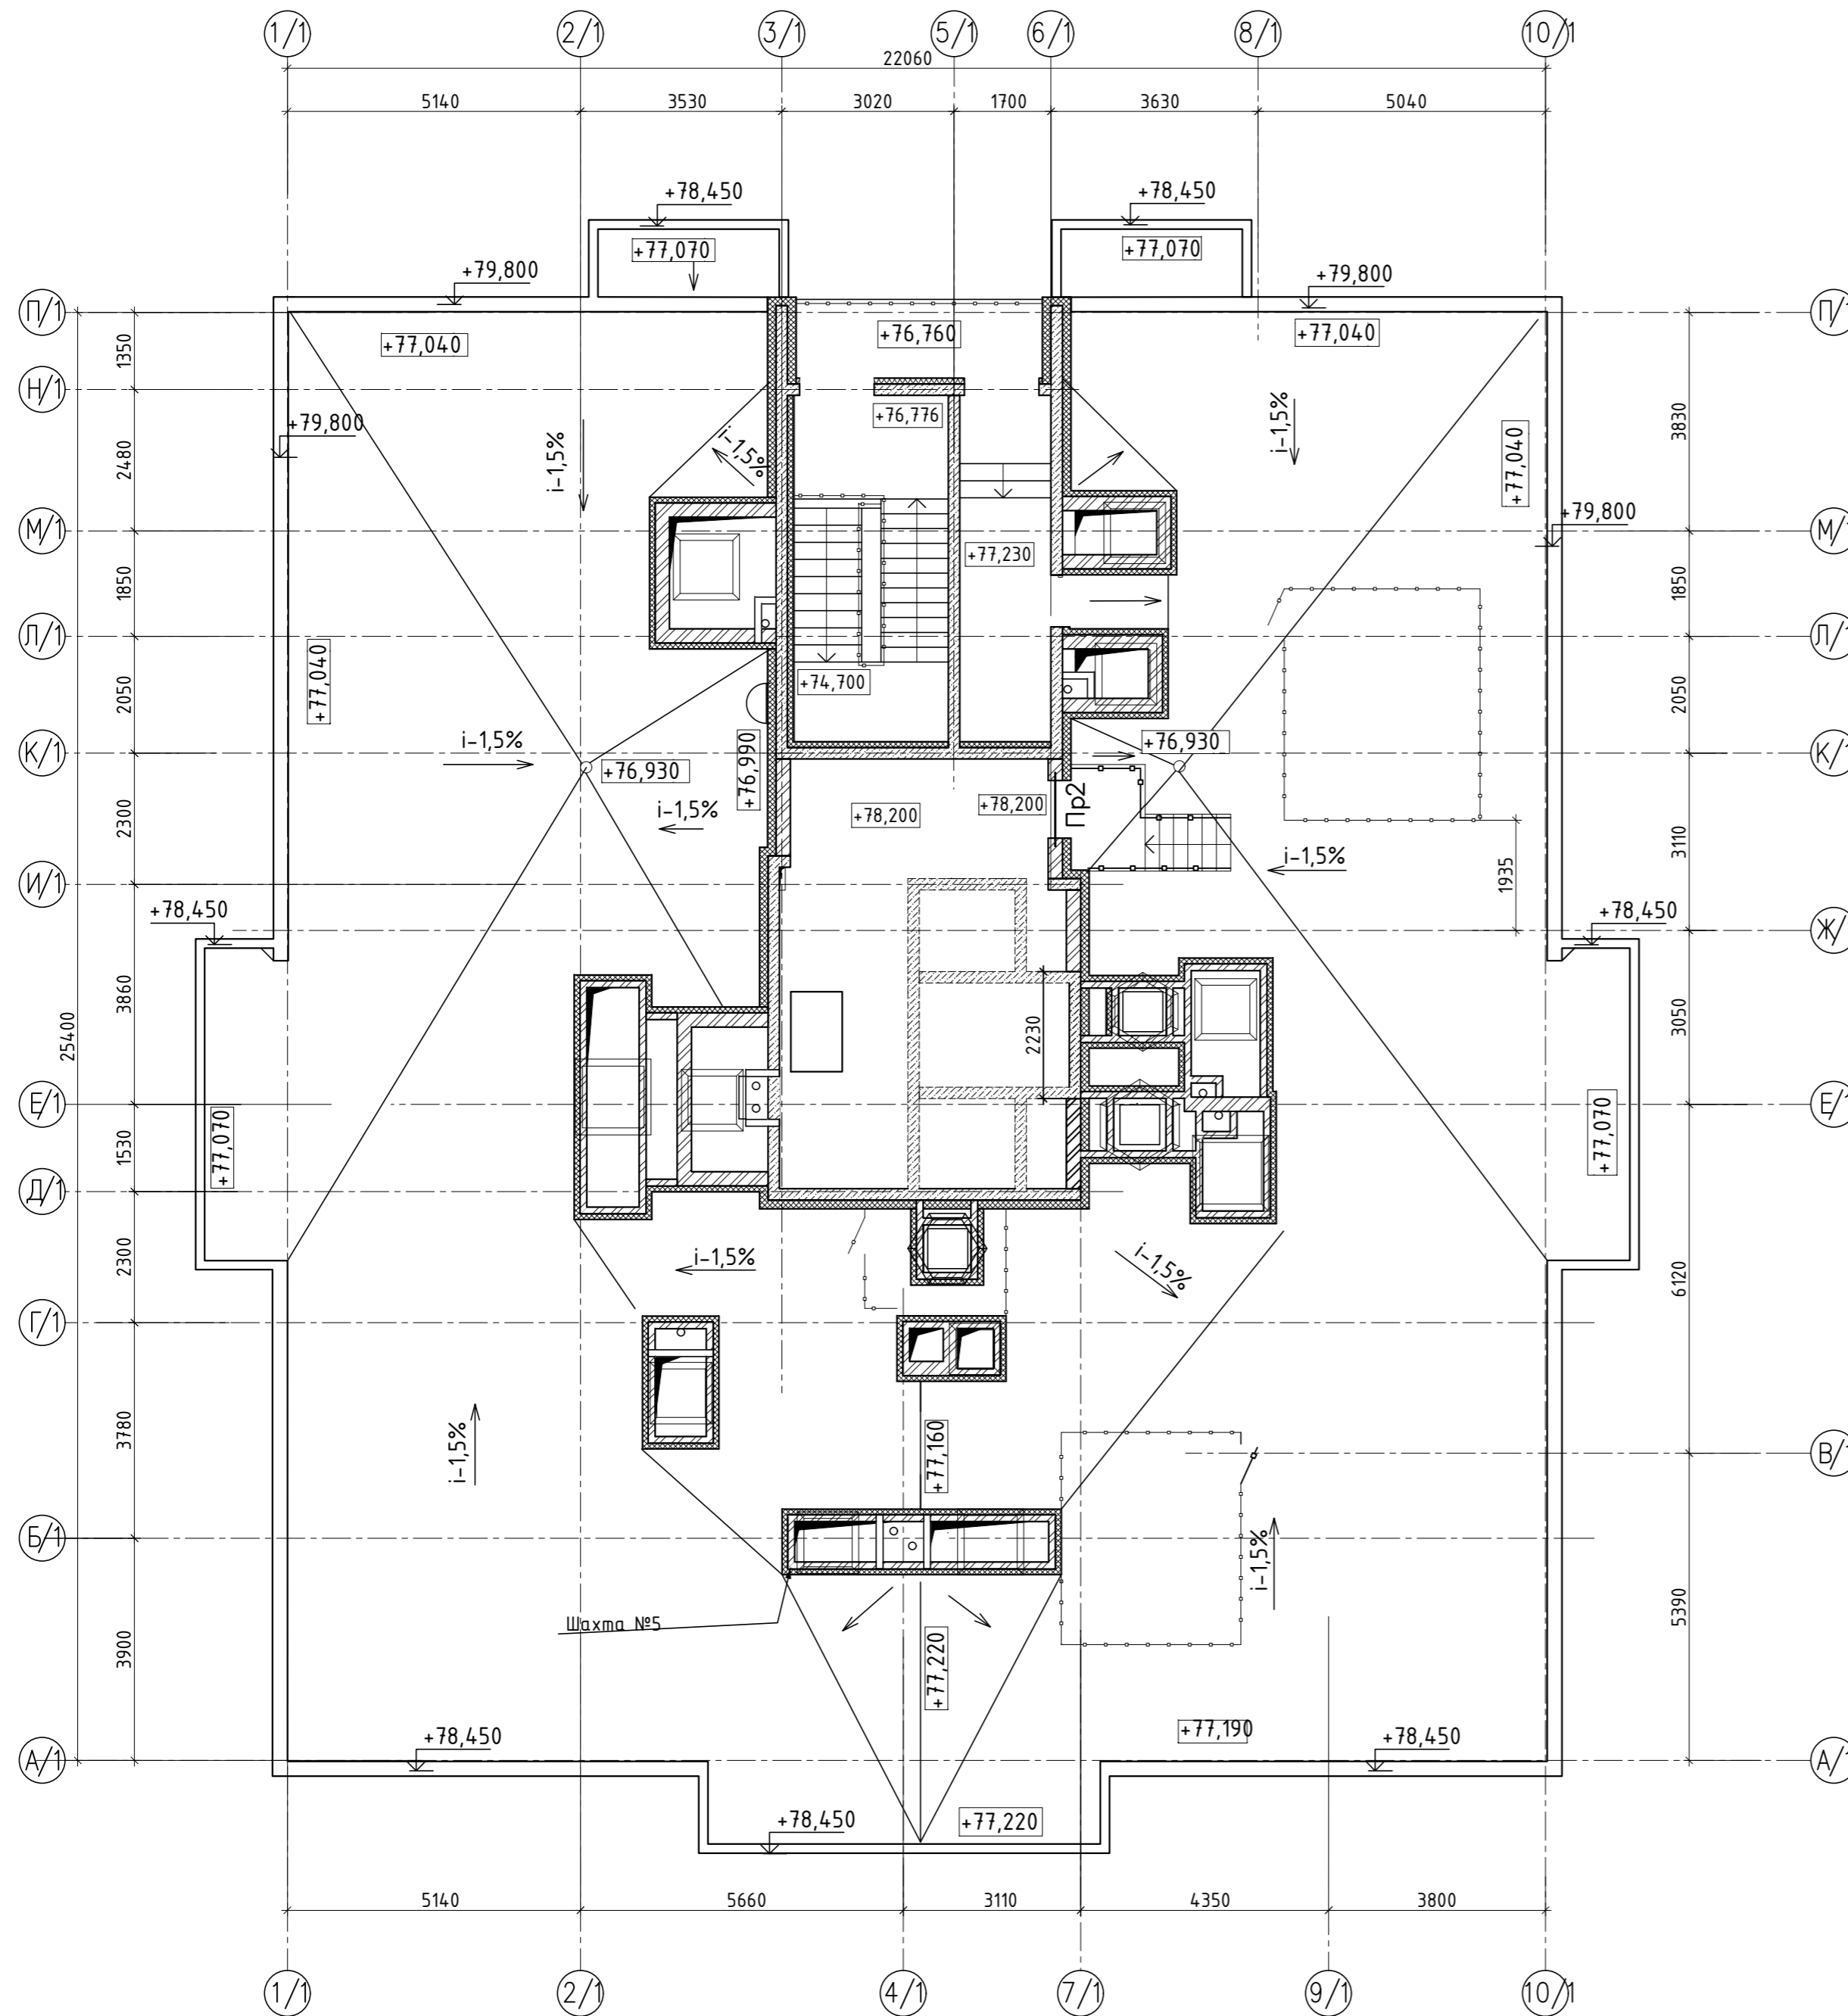 1/1 2/1 3/1 5/1 6/1 8/1 10/1
22060
5140 3530 3020 1700 3630 5040
+78,450 +78,450
+77,070 +77,070
+79,800 +79,800
П/1 П/1
+77,040 +76,760 +77,040
1350
Н/1
+76,776
+79,800 +77,040
i-1,5% i-1,5% i-1,5%
2480 3830
+79,800
М/1 М/1
+77,230
1850 1850
Л/1 Л/1
+77,040 +74,700
2050 2050
i-1,5% +76,990 +76,930
К/1 К/1
+76,930
i-1,5% +78,200 +78,200 Пр2
2300 3110
i-1,5% 1935
И/1
+78,450 +78,450
Ж/
3860 3050
25400
2230
Е/1 Е/1
+77,070 +77,070
1530
Д/1
i-1,5% i-1,5%
2300 6120
Г/1
3780
i-1,5% +77,160
В/1
Б/1
i-1,5%
Шахта №5
3900 5390
+77,220
+78,450 +77,190 +78,450
А/1 А/1
+78,450 +77,220
5140 5660 3110 4350 3800
1/1 2/1 4/1 7/1 9/1 10/1